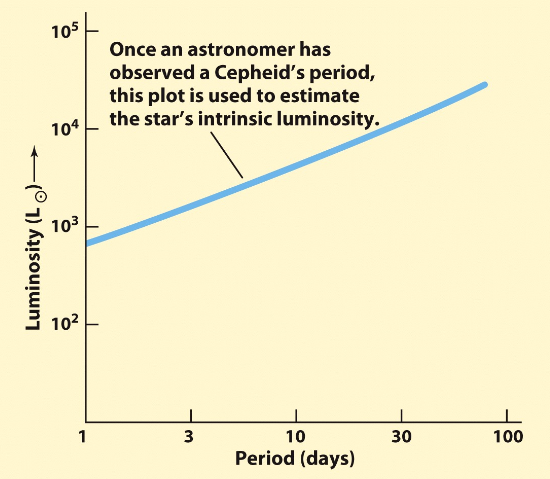 10⁵
Once an astronomer has
observed a Cepheid's period,
this plot is used to estimate
the star's intrinsic luminosity.
10⁴
10³
10²
Luminosity (L☉) →
1 3 10 30 100
Period (days)